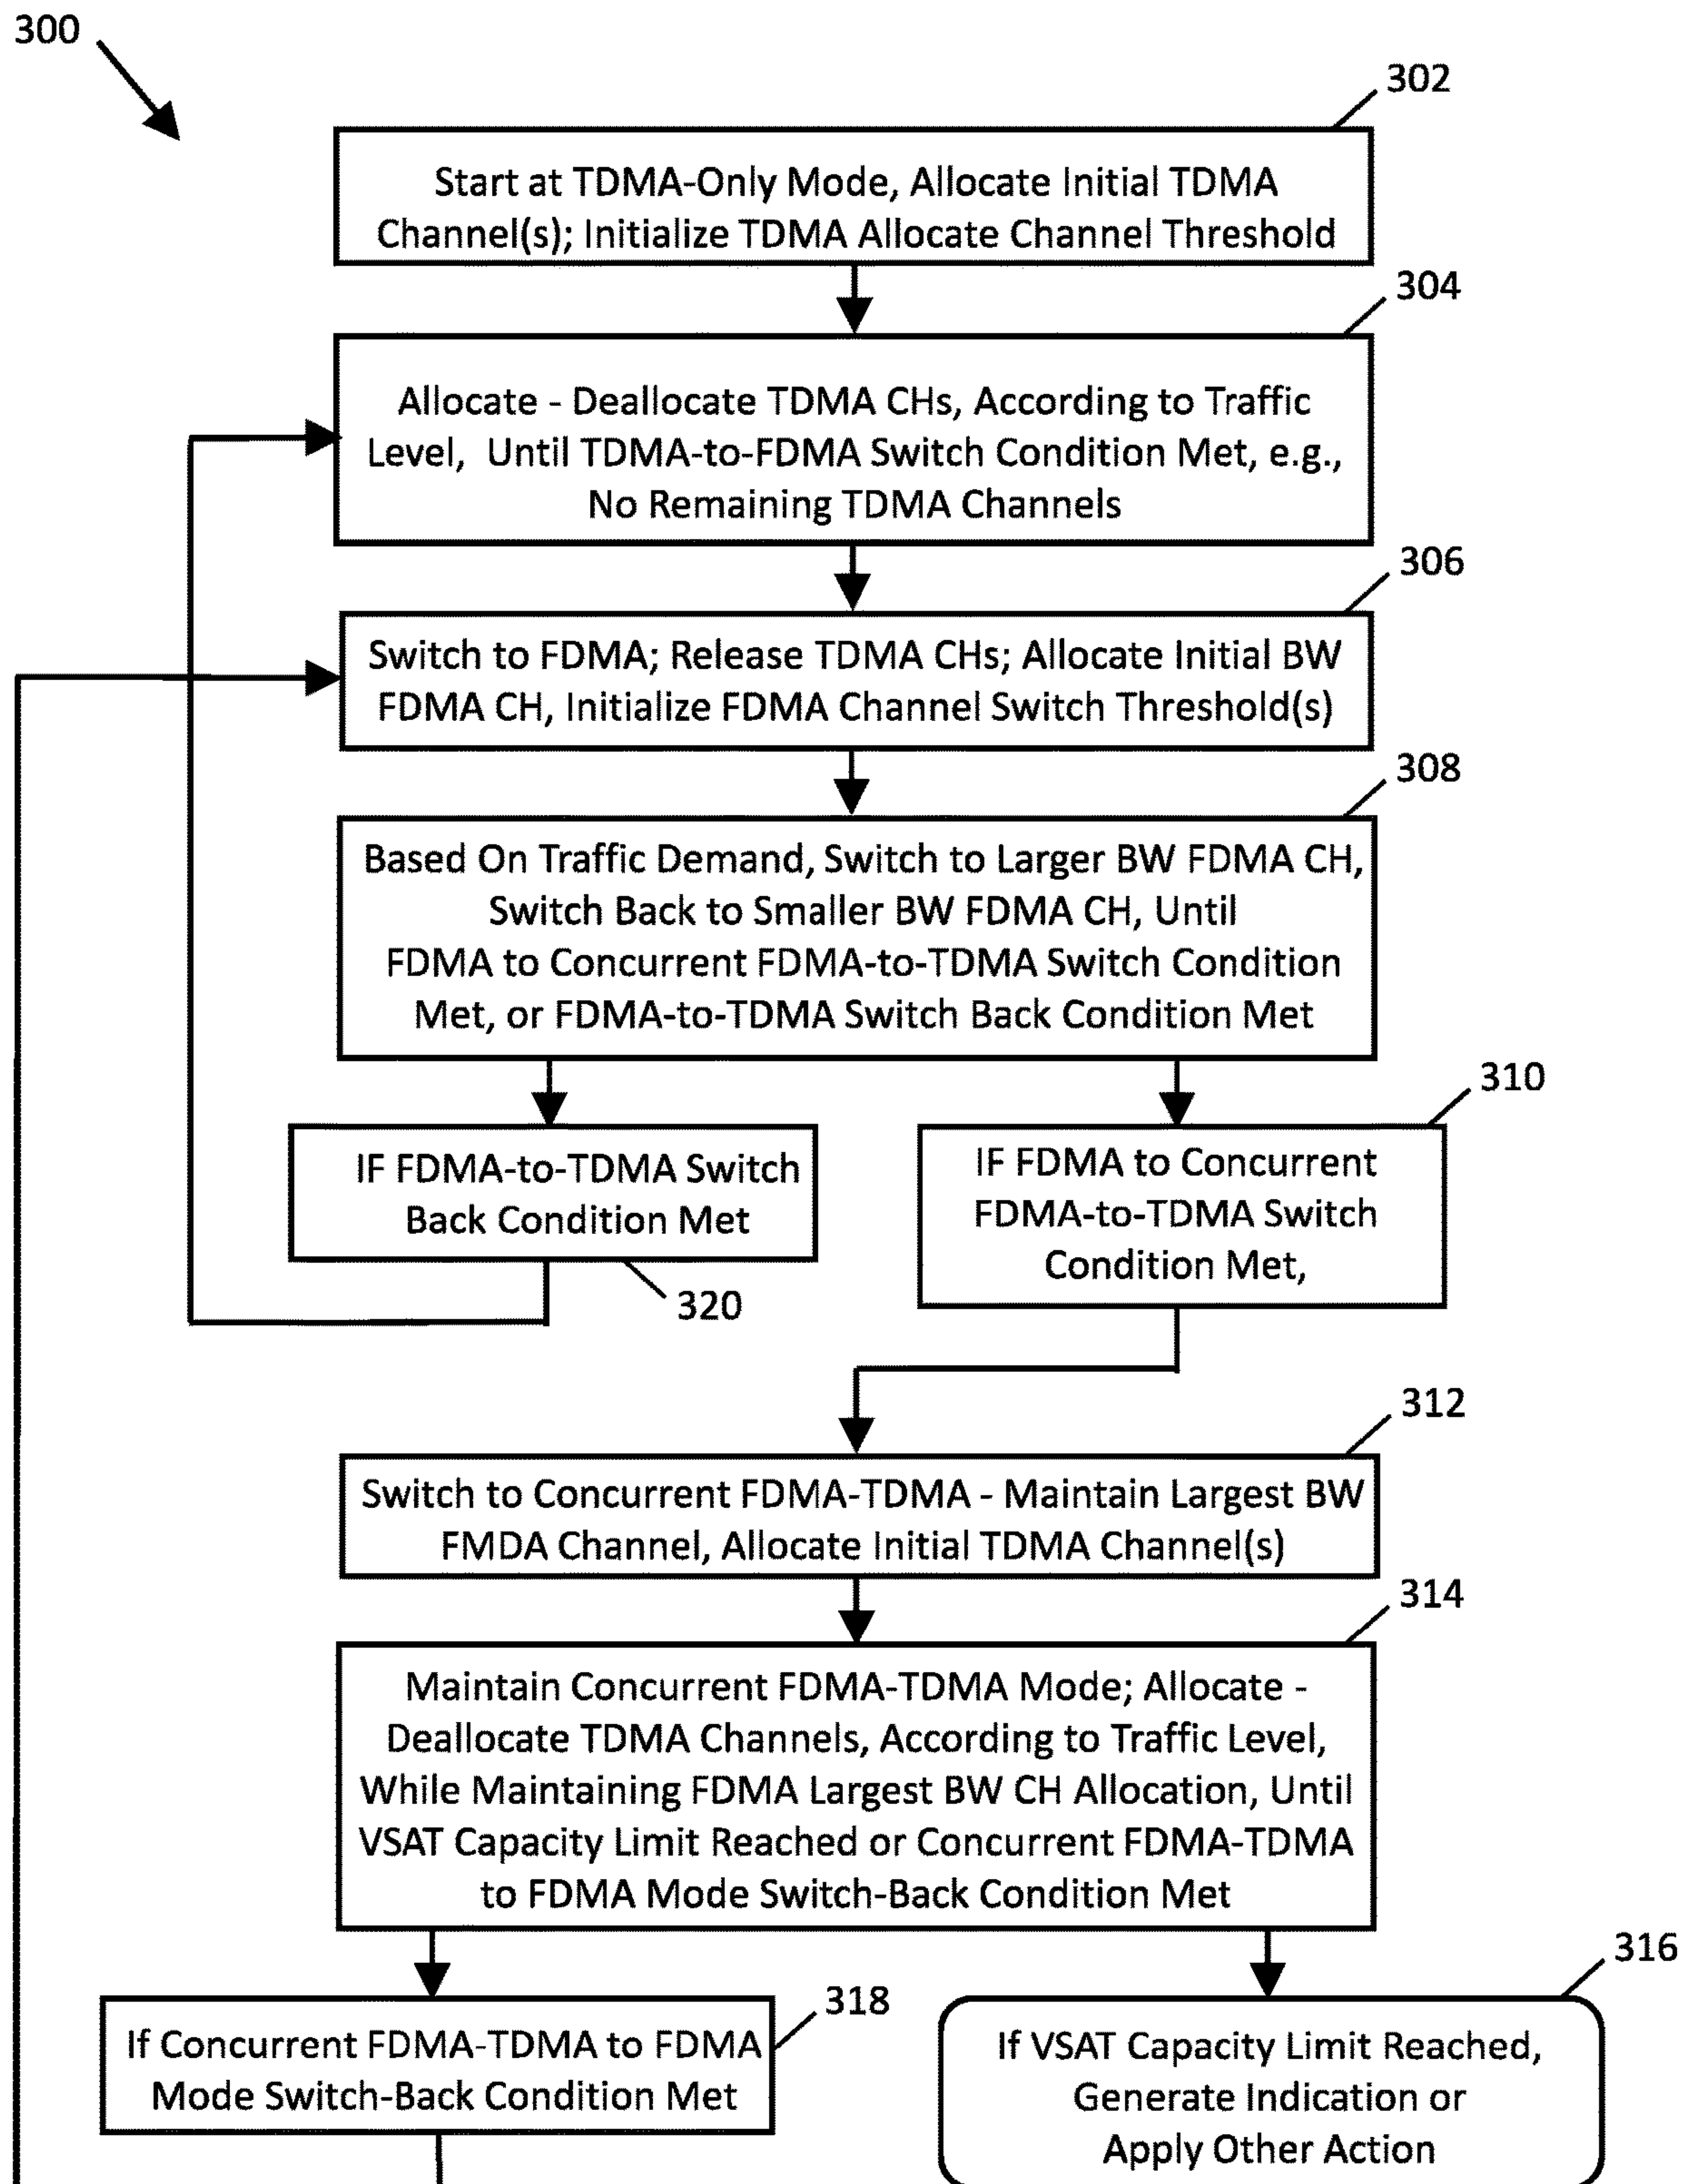 300
302
Start at TDMA-Only Mode, Allocate Initial TDMA
Channel(s); Initialize TDMA Allocate Channel Threshold
304
Allocate - Deallocate TDMA CHs, According to Traffic
Level, Until TDMA-to-FDMA Switch Condition Met, e.g.,
No Remaining TDMA Channels
306
Switch to FDMA; Release TDMA CHs; Allocate Initial BW
FDMA CH, Initialize FDMA Channel Switch Threshold(s)
308
Based On Traffic Demand, Switch to Larger BW FDMA CH,
Switch Back to Smaller BW FDMA CH, Until
FDMA to Concurrent FDMA-to-TDMA Switch Condition
Met, or FDMA-to-TDMA Switch Back Condition Met
IF FDMA-to-TDMA Switch
Back Condition Met
320
310
IF FDMA to Concurrent
FDMA-to-TDMA Switch
Condition Met,
312
Switch to Concurrent FDMA-TDMA - Maintain Largest BW
FMDA Channel, Allocate Initial TDMA Channel(s)
314
Maintain Concurrent FDMA-TDMA Mode; Allocate -
Deallocate TDMA Channels, According to Traffic Level,
While Maintaining FDMA Largest BW CH Allocation, Until
VSAT Capacity Limit Reached or Concurrent FDMA-TDMA
to FDMA Mode Switch-Back Condition Met
318
If Concurrent FDMA-TDMA to FDMA
Mode Switch-Back Condition Met
316
If VSAT Capacity Limit Reached,
Generate Indication or
Apply Other Action